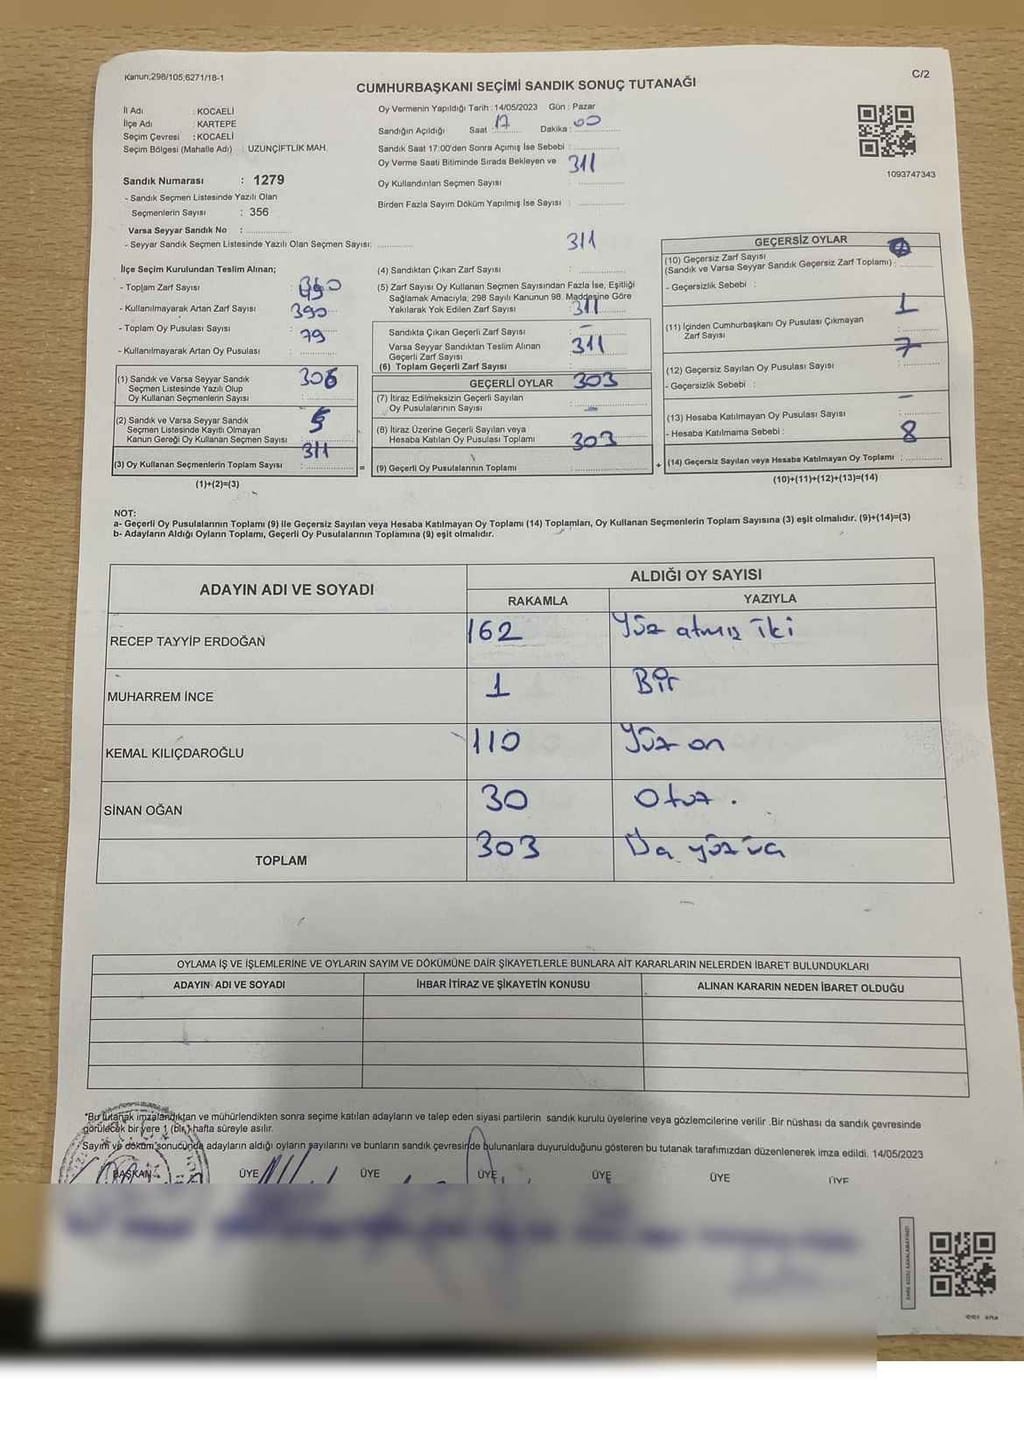 Kanun;298/105,6271/18-1
C/2
CUMHURBAŞKANI SEÇİMİ SANDIK SONUÇ TUTANAĞI
İl Adı : KOCAELİ
İlçe Adı : KARTEPE
Seçim Çevresi : KOCAELİ
Seçim Bölgesi (Mahalle Adı) : UZUNÇİFTLİK MAH.
Sandık Numarası : 1279
- Sandık Seçmen Listesinde Yazılı Olan
Seçmenlerin Sayısı : 356
Varsa Seyyar Sandık No :
- Seyyar Sandık Seçmen Listesinde Yazılı Olan Seçmen Sayısı:
Oy Vermenin Yapıldığı Tarih : 14/05/2023 Gün : Pazar
Sandığın Açıldığı Saat : 17 Dakika : 00
Sandık Saat 17:00'den Sonra Açımış İse Sebebi :
Oy Verme Saati Bitiminde Sırada Bekleyen ve 311
Oy Kullandırılan Seçmen Sayısı :
Birden Fazla Sayım Döküm Yapılmış İse Sayısı :
1093747343
İlçe Seçim Kurulundan Teslim Alınan;
- Toplam Zarf Sayısı : 390
- Kullanılmayarak Artan Zarf Sayısı : 390
- Toplam Oy Pusulası Sayısı : 79
- Kullanılmayarak Artan Oy Pusulası :
(1) Sandık ve Varsa Seyyar Sandık 306
Seçmen Listesinde Yazılı Olup
Oy Kullanan Seçmenlerin Sayısı :
(2) Sandık ve Varsa Seyyar Sandık 5
Seçmen Listesinde Kayıtlı Olmayan
Kanun Gereği Oy Kullanan Seçmen Sayısı :
311
(3) Oy Kullanan Seçmenlerin Toplam Sayısı :
(1)+(2)=(3)
311
(4) Sandıktan Çıkan Zarf Sayısı :
(5) Zarf Sayısı Oy Kullanan Seçmen Sayısından Fazla İse, Eşitliği
Sağlamak Amacıyla, 298 Sayılı Kanunun 98. Maddesine Göre
Yakılarak Yok Edilen Zarf Sayısı : 311
Sandıkta Çıkan Geçerli Zarf Sayısı : -
Varsa Seyyar Sandıktan Teslim Alınan 311
Geçerli Zarf Sayısı
(6) Toplam Geçerli Zarf Sayısı :
GEÇERLİ OYLAR 303
(7) İtiraz Edilmeksizin Geçerli Sayılan
Oy Pusulalarının Sayısı : -
(8) İtiraz Üzerine Geçerli Sayılan veya
Hesaba Katılan Oy Pusulası Toplamı : 303
= (9) Geçerli Oy Pusulalarının Toplamı :
GEÇERSİZ OYLAR
(10) Geçersiz Zarf Sayısı
(Sandık ve Varsa Seyyar Sandık Geçersiz Zarf Toplamı) :
- Geçersizlik Sebebi :
1
(11) İçinden Cumhurbaşkanı Oy Pusulası Çıkmayan
Zarf Sayısı :
7
(12) Geçersiz Sayılan Oy Pusulası Sayısı :
- Geçersizlik Sebebi :
-
(13) Hesaba Katılmayan Oy Pusulası Sayısı :
- Hesaba Katılmama Sebebi : 8
+ (14) Geçersiz Sayılan veya Hesaba Katılmayan Oy Toplamı :
(10)+(11)+(12)+(13)=(14)
NOT:
a- Geçerli Oy Pusulalarının Toplamı (9) ile Geçersiz Sayılan veya Hesaba Katılmayan Oy Toplamı (14) Toplamları, Oy Kullanan Seçmenlerin Toplam Sayısına (3) eşit olmalıdır. (9)+(14)=(3)
b- Adayların Aldığı Oyların Toplamı, Geçerli Oy Pusulalarının Toplamına (9) eşit olmalıdır.
ADAYIN ADI VE SOYADI
ALDIĞI OY SAYISI
RAKAMLA YAZIYLA
RECEP TAYYİP ERDOĞAN 162 Yüz atmış iki
MUHARREM İNCE 1 Bir
KEMAL KILIÇDAROĞLU 110 Yüz on
SİNAN OĞAN 30 Otuz.
TOPLAM 303
OYLAMA İŞ VE İŞLEMLERİNE VE OYLARIN SAYIM VE DÖKÜMÜNE DAİR ŞİKAYETLERLE BUNLARA AİT KARARLARIN NELERDEN İBARET BULUNDUKLARI
ADAYIN ADI VE SOYADI İHBAR İTİRAZ VE ŞİKAYETİN KONUSU ALINAN KARARIN NEDEN İBARET OLDUĞU
*Bu tutanak imzalandıktan ve mühürlendikten sonra seçime katılan adayların ve talep eden siyasi partilerin sandık kurulu üyelerine veya gözlemcilerine verilir .Bir nüshası da sandık çevresinde
görülecek bir yere 1 (bir) hafta süreyle asılır.
Sayım ve döküm sonucunda adayların aldığı oyların sayılarını ve bunların sandık çevresinde bulunanlara duyurulduğunu gösteren bu tutanak tarafımızdan düzenlenerek imza edildi. 14/05/2023
BAŞKAN ÜYE ÜYE ÜYE ÜYE ÜYE ÜYE